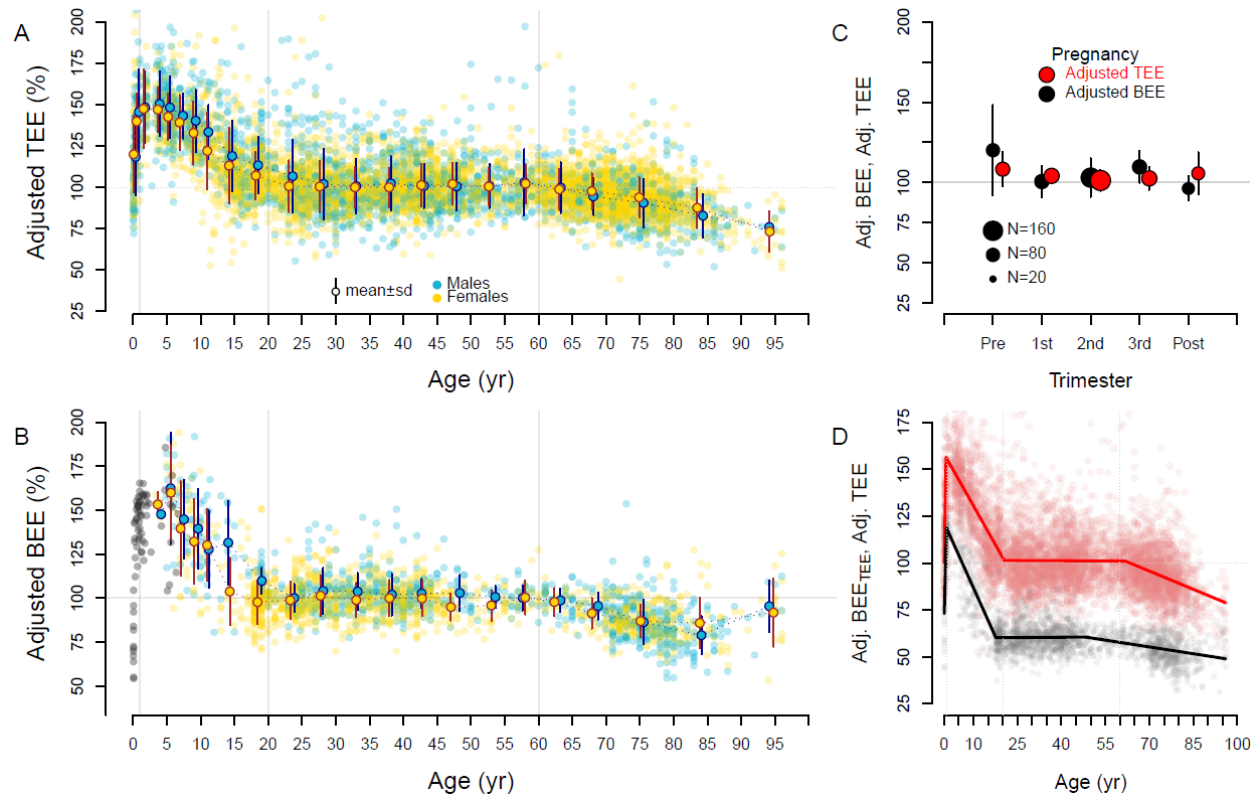 A
Adjusted TEE (%)
200
175
150
125
100
75
50
25
mean±sd
Males
Females
0 5 10 15 20 25 30 35 40 45 50 55 60 65 70 75 80 85 90 95
Age (yr)
C
Adj. BEE, Adj. TEE
200
150
100
75
50
25
Pregnancy
Adjusted TEE
Adjusted BEE
N=160
N=80
N=20
Pre 1st 2nd 3rd Post
Trimester
B
Adjusted BEE (%)
200
175
150
125
100
75
50
0 5 10 15 20 25 30 35 40 45 50 55 60 65 70 75 80 85 90 95
Age (yr)
D
Adj. BEETEE, Adj. TEE
175
150
125
100
75
50
25
0 10 25 40 55 70 85 100
Age (yr)